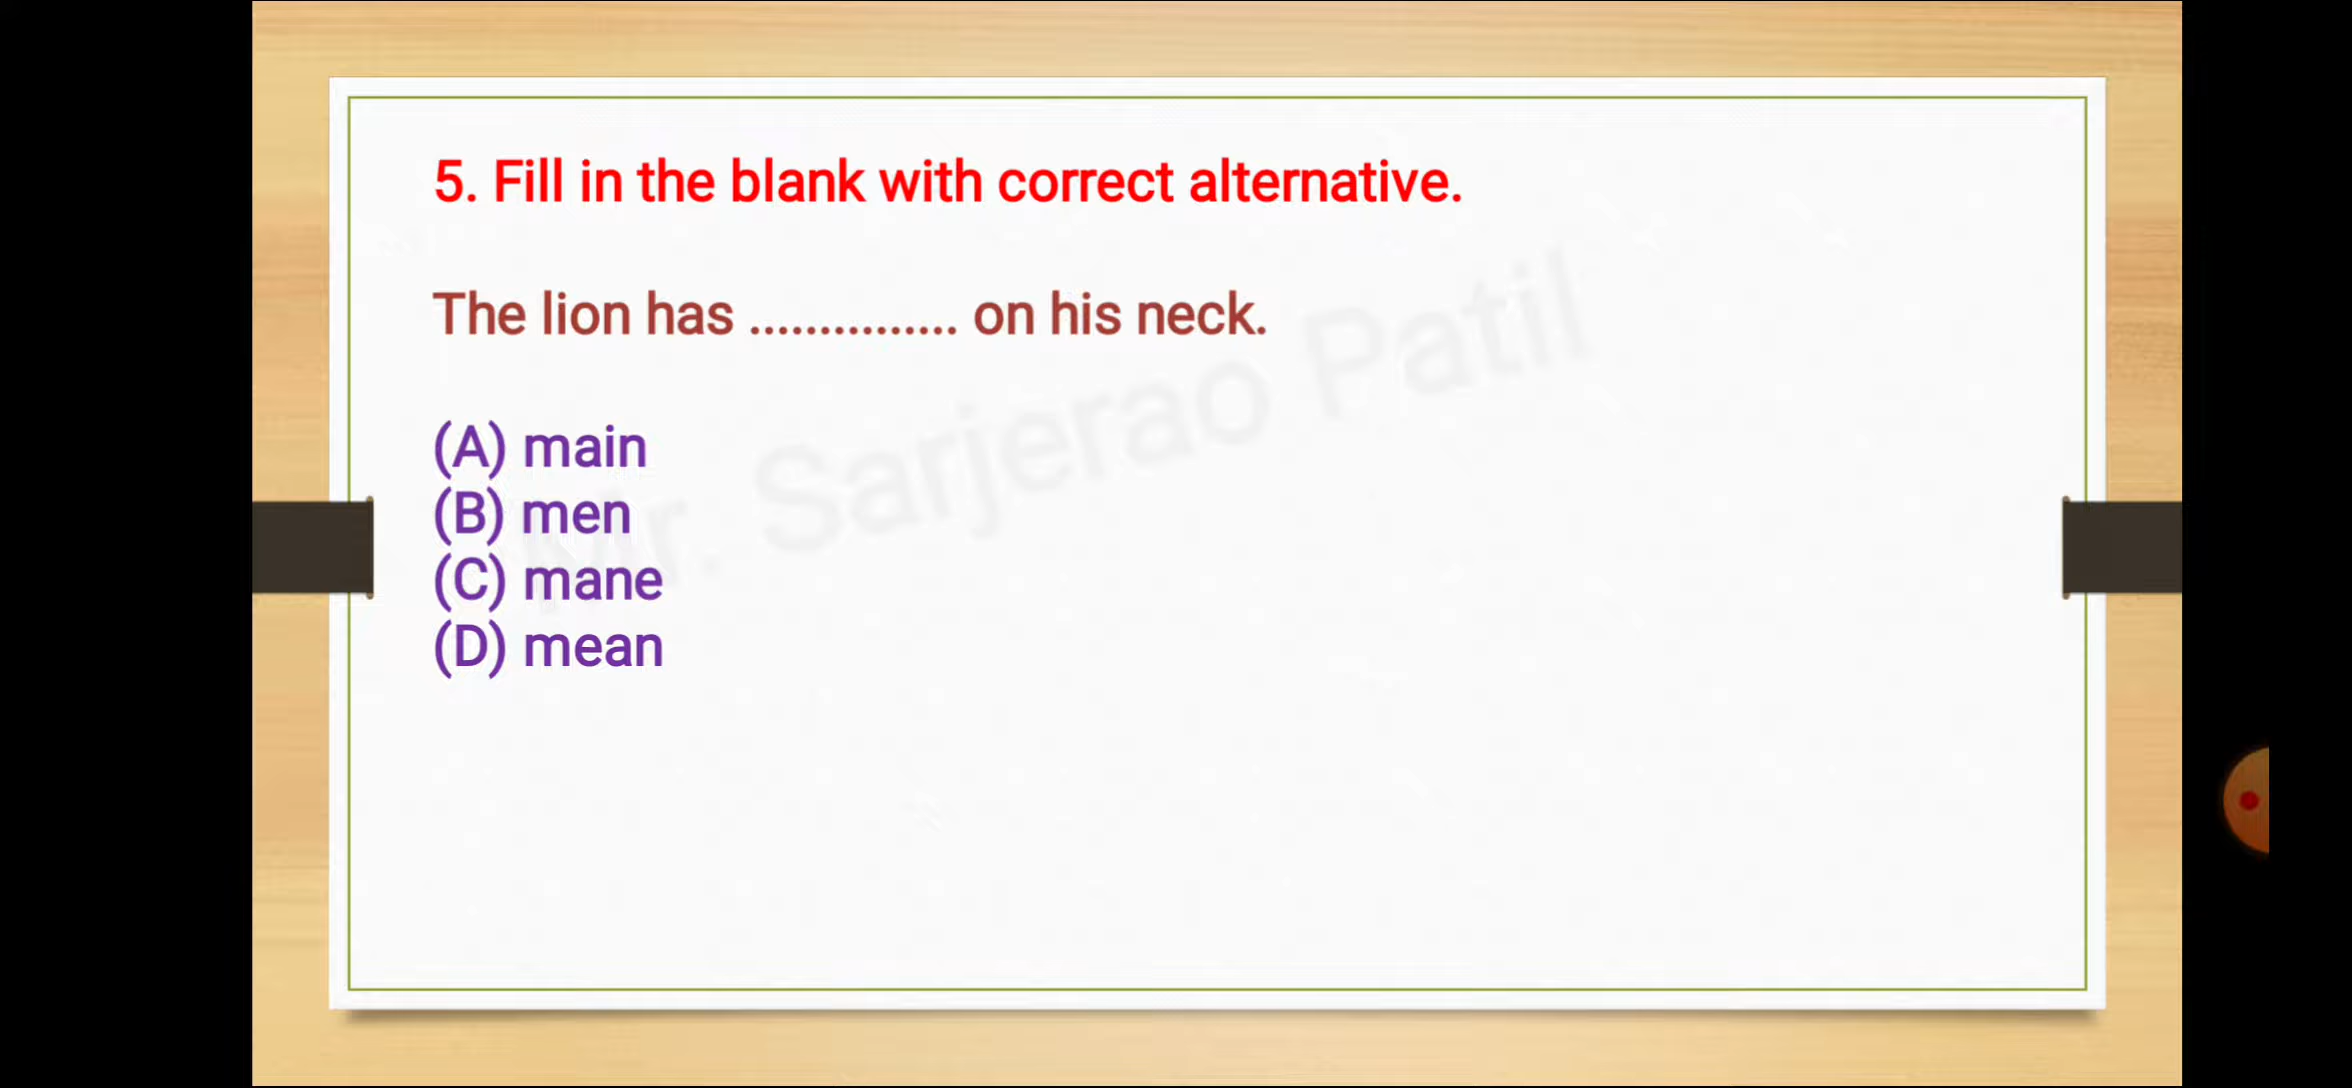 5. Fill in the blank with correct alternative.
The lion has ............... on his neck.
(A) main
(B) men
(C) mane
(D) mean
Mr. Sarjerao Patil